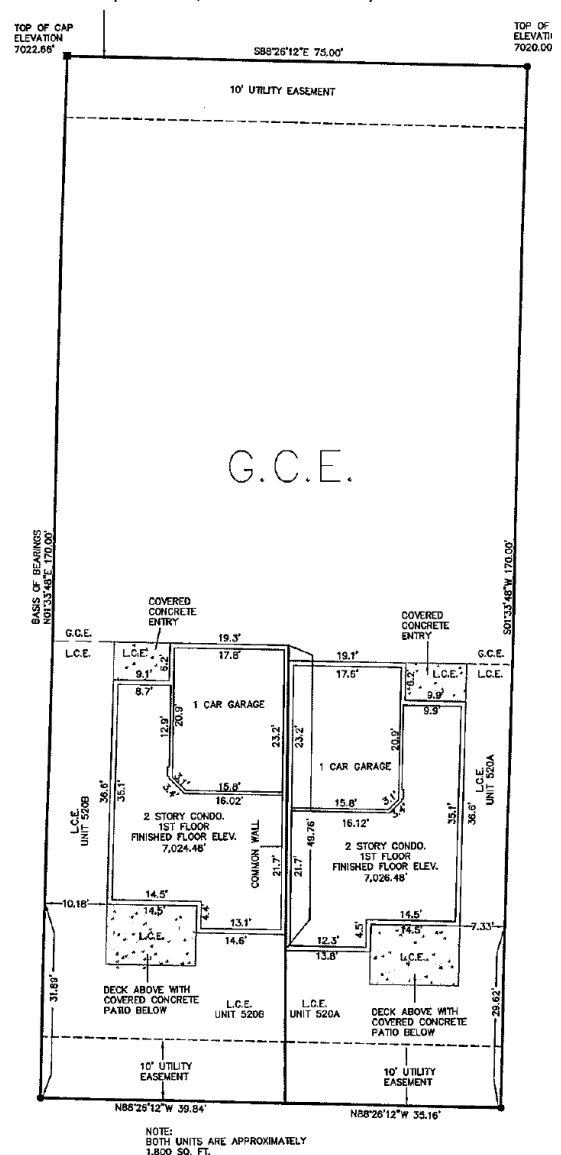 TOP OF CAP
ELEVATION
7022.66'
TOP OF
ELEVATI
7020.00
S88°26'12"E 75.00'
10' UTILITY EASEMENT
G.C.E.
BASIS OF BEARINGS
N01°33'48"E 170.00'
S01°33'48"W 170.00'
COVERED
CONCRETE
ENTRY
COVERED
CONCRETE
ENTRY
G.C.E.
L.C.E.
L.C.E.
6.2'
9.1'
8.7'
19.3'
17.8'
19.1'
17.6'
6.2'
L.C.E.
9.9'
9.9'
G.C.E.
L.C.E.
1 CAR GARAGE
12.9'
20.9'
23.2'
23.2'
20.9'
1 CAR GARAGE
3.1'
3.4'
15.8'
16.02'
15.8'
16.12'
3.1'
36.6'
35.1'
35.1'
36.6'
L.C.E.
UNIT 520B
L.C.E.
UNIT 520A
2 STORY CONDO.
1ST FLOOR
FINISHED FLOOR ELEV.
7,024.48'
COMMON WALL
21.7'
21.7'
49.76'
2 STORY CONDO.
1ST FLOOR
FINISHED FLOOR ELEV.
7,026.48'
10.18'
14.5'
14.5'
4.4'
13.1'
14.6'
12.3'
13.8'
4.5'
14.5'
14.5'
7.33'
L.C.E.
L.C.E.
31.89'
29.62'
DECK ABOVE WITH
COVERED CONCRETE
PATIO BELOW
L.C.E.
UNIT 520B
L.C.E.
UNIT 520A
DECK ABOVE WITH
COVERED CONCRETE
PATIO BELOW
10' UTILITY
EASEMENT
10' UTILITY
EASEMENT
N88°26'12"W 39.84'
N88°26'12"W 35.16'
NOTE:
BOTH UNITS ARE APPROXIMATELY
1,800 SQ. FT.